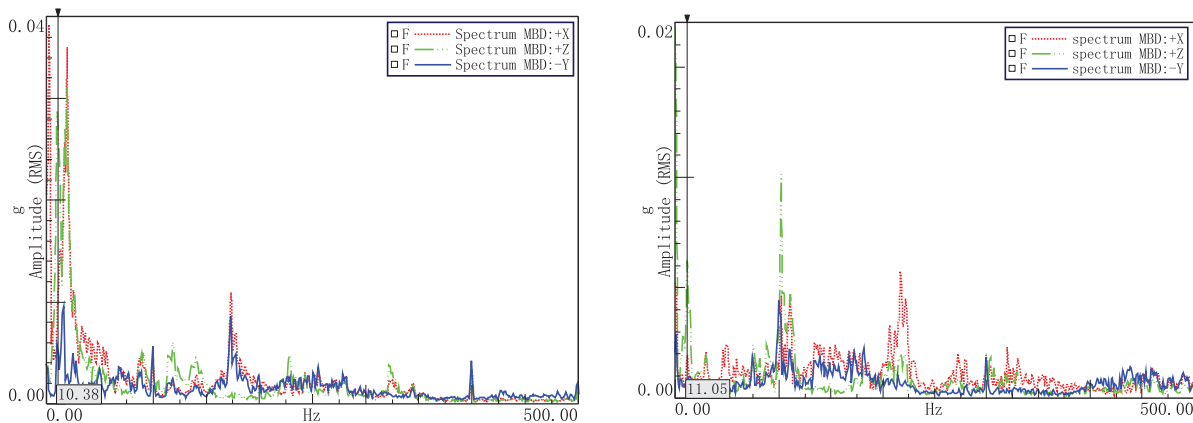 0.04
F Spectrum MBD:+X
F Spectrum MBD:+Z
F Spectrum MBD:-Y
g
Amplitude (RMS)
0.00
10.38
0.00
Hz
500.00
0.02
F spectrum MBD:+X
F spectrum MBD:+Z
F spectrum MBD:-Y
g
Amplitude (RMS)
0.00
11.05
0.00
Hz
500.00